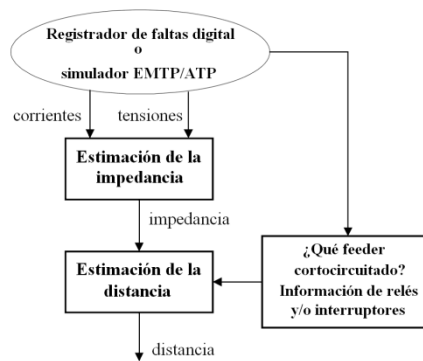 Registrador de faltas digital
o
simulador EMTP/ATP
corrientes
tensiones
Estimación de la
impedancia
impedancia
Estimación de la
distancia
¿Qué feeder
cortocircuitado?
Información de relés
y/o interruptores
distancia